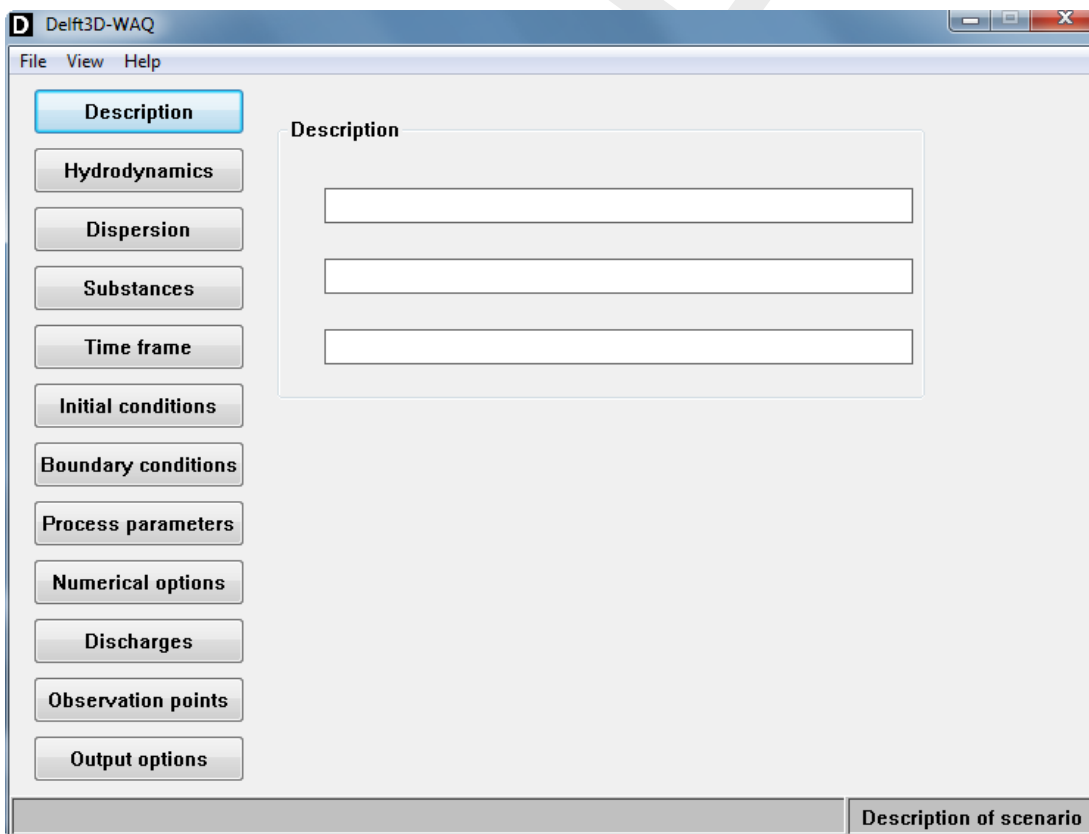 D Delft3D-WAQ
File View Help
Description
Hydrodynamics
Dispersion
Substances
Time frame
Initial conditions
Boundary conditions
Process parameters
Numerical options
Discharges
Observation points
Output options
Description
Description of scenario